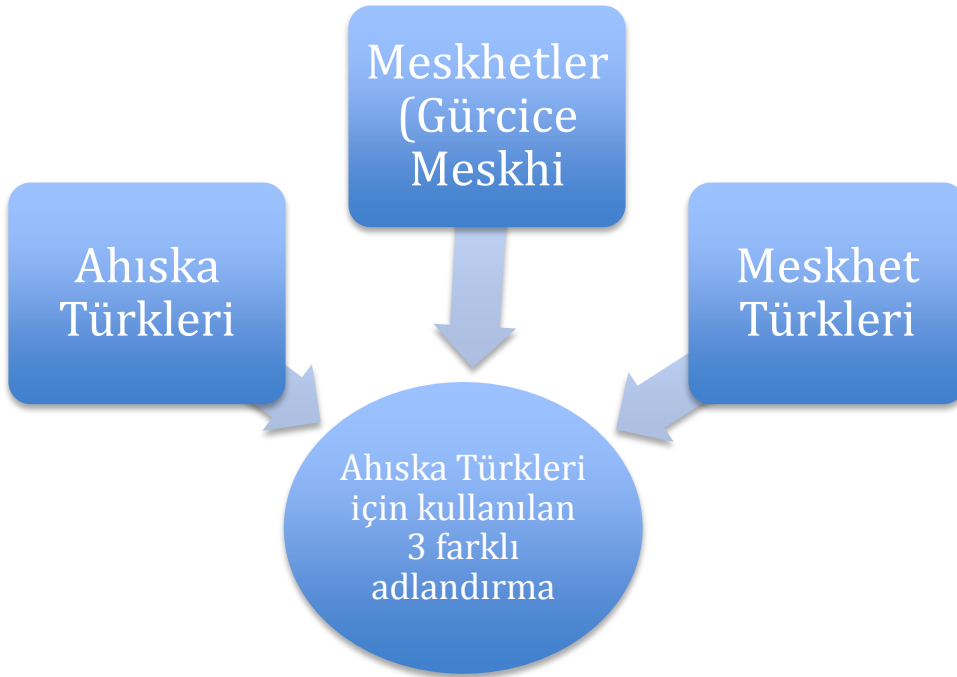 Meskhetler
(Gürcice
Meskhi
Ahıska
Türkleri
Meskhet
Türkleri
Ahıska Türkleri
için kullanılan
3 farklı
adlandırma